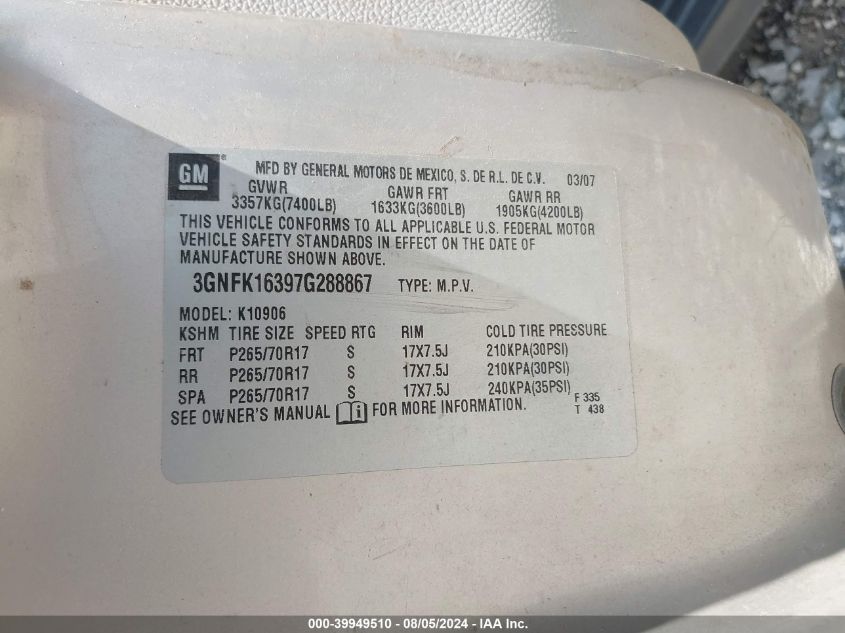 GM® MFD BY GENERAL MOTORS DE MEXICO, S. DE R.L. DE C.V. 03/07
GVWR GAWR FRT GAWR RR
3357KG(7400LB) 1633KG(3600LB) 1905KG(4200LB)
THIS VEHICLE CONFORMS TO ALL APPLICABLE U.S. FEDERAL MOTOR
VEHICLE SAFETY STANDARDS IN EFFECT ON THE DATE OF
MANUFACTURE SHOWN ABOVE.
3GNFK16397G288867 TYPE: M.P.V.
MODEL: K10906
KSHM TIRE SIZE SPEED RTG RIM COLD TIRE PRESSURE
FRT P265/70R17 S 17X7.5J 210KPA(30PSI)
RR P265/70R17 S 17X7.5J 210KPA(30PSI)
SPA P265/70R17 S 17X7.5J 240KPA(35PSI)
F 335
SEE OWNER'S MANUAL FOR MORE INFORMATION. T 438
000-39949510 - 08/05/2024 - IAA Inc.